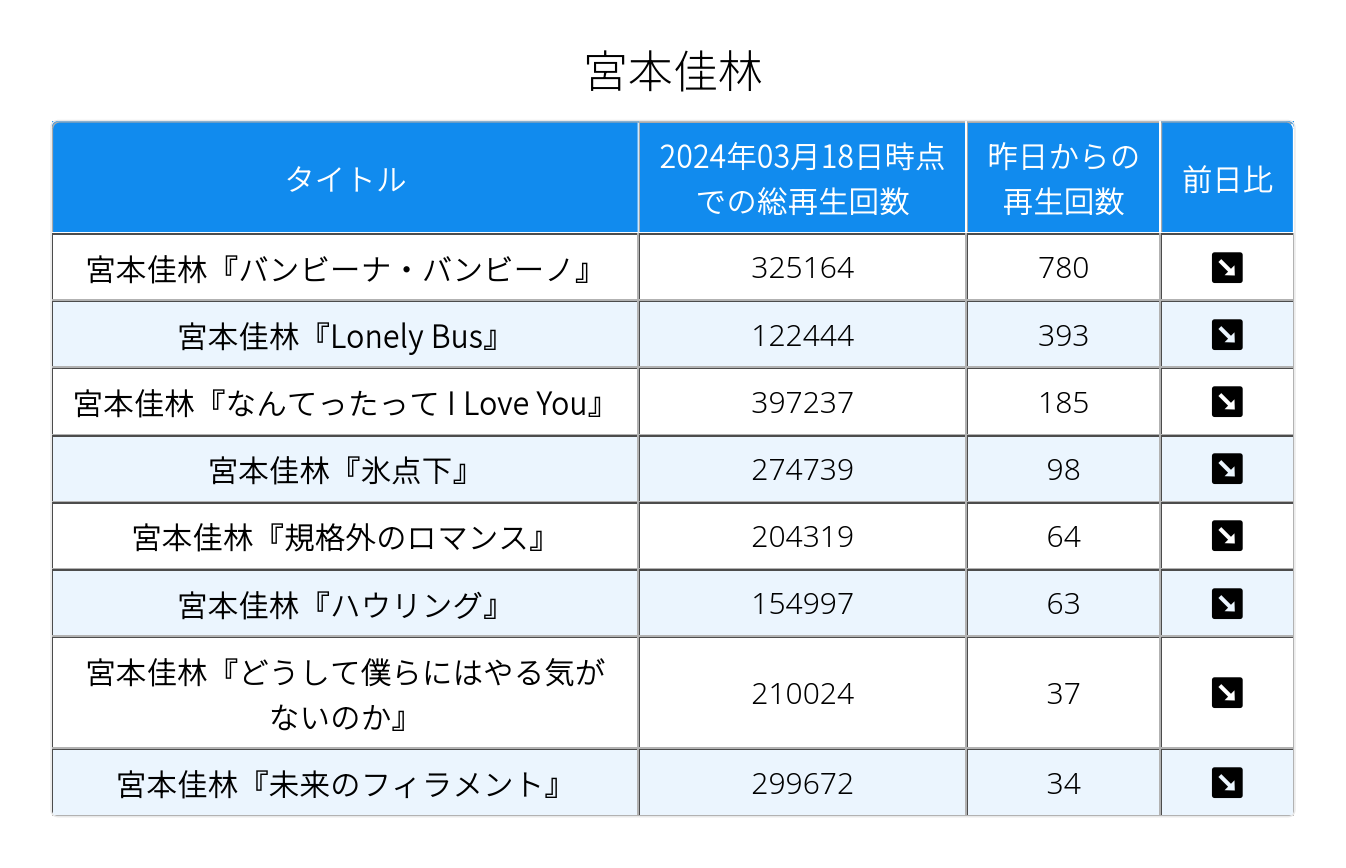 宮本佳林
タイトル
2024年03月18日時点
での総再生回数
昨日からの
再生回数
前日比
宮本佳林『バンビーナ・バンビーノ』 325164 780
宮本佳林『Lonely Bus』 122444 393
宮本佳林『なんてったって I Love You』 397237 185
宮本佳林『氷点下』 274739 98
宮本佳林『規格外のロマンス』 204319 64
宮本佳林『ハウリング』 154997 63
宮本佳林『どうして僕らにはやる気が
ないのか』 210024 37
宮本佳林『未来のフィラメント』 299672 34